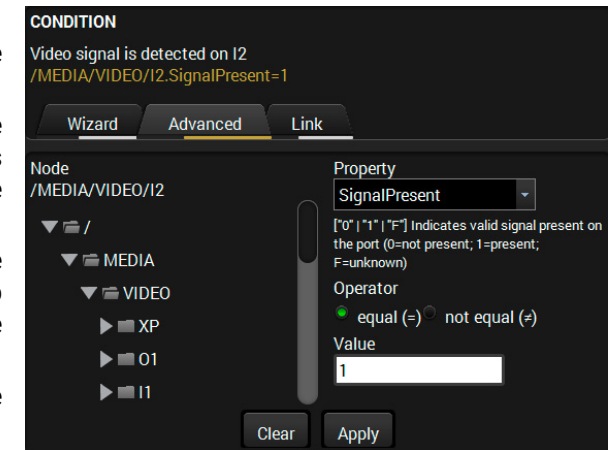 CONDITION
Video signal is detected on I2
/MEDIA/VIDEO/I2.SignalPresent=1
Wizard Advanced Link
Node
/MEDIA/VIDEO/I2
/
MEDIA
VIDEO
XP
O1
I1
Property
SignalPresent
["0" | "1" | "F"] Indicates valid signal present on
the port (0=not present; 1=present;
F=unknown)
Operator
equal (=) not equal (≠)
Value
1
Clear Apply